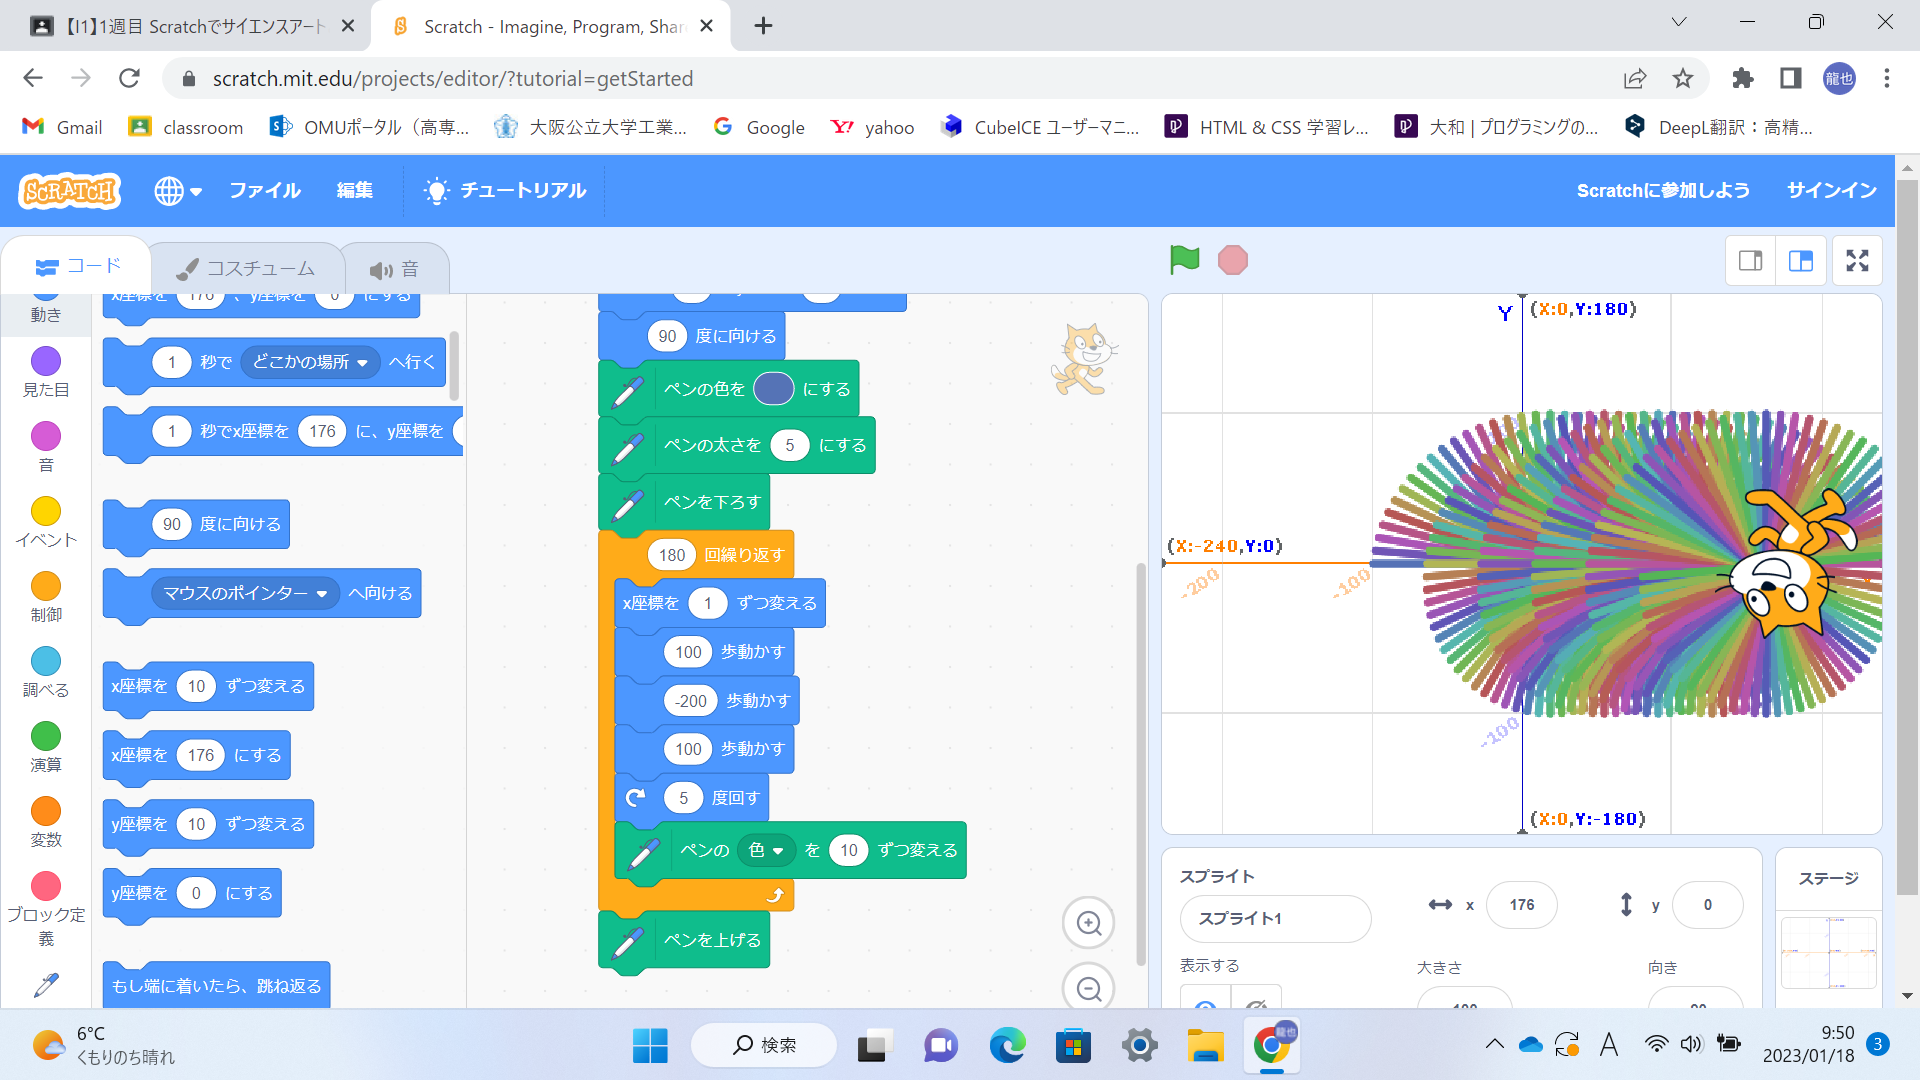 【I1】1週目 Scratchでサイエンスアート
Scratch - Imagine, Program, Shar
scratch.mit.edu/projects/editor/?tutorial=getStarted
龍也
Gmail
classroom
OMUポータル（高専...
大阪公立大学工業...
Google
yahoo
CubeICE ユーザーマニ...
HTML & CSS 学習レ...
大和 | プログラミングの...
DeepL翻訳：高精...
SCRATCH
ファイル
編集
チュートリアル
Scratchに参加しよう
サインイン
コード
コスチューム
音
動き
見た目
音
イベント
制御
調べる
演算
変数
ブロック定
義
x座標を 176 、y座標を 0 にする
1 秒で どこかの場所 へ行く
1 秒でx座標を 176 に、y座標を
90 度に向ける
マウスのポインター へ向ける
x座標を 10 ずつ変える
x座標を 176 にする
y座標を 10 ずつ変える
y座標を 0 にする
もし端に着いたら、跳ね返る
90 度に向ける
ペンの色を にする
ペンの太さを 5 にする
ペンを下ろす
180 回繰り返す
x座標を 1 ずつ変える
100 歩動かす
-200 歩動かす
100 歩動かす
5 度回す
ペンの 色 を 10 ずつ変える
ペンを上げる
Y (X:0,Y:180)
(X:-240,Y:0)
-200
-100
-100
(X:0,Y:-180)
スプライト
スプライト1
x 176
y 0
表示する
大きさ
100
向き
90
ステージ
6°C
くもりのち晴れ
検索
龍也
A
9:50
2023/01/18
3